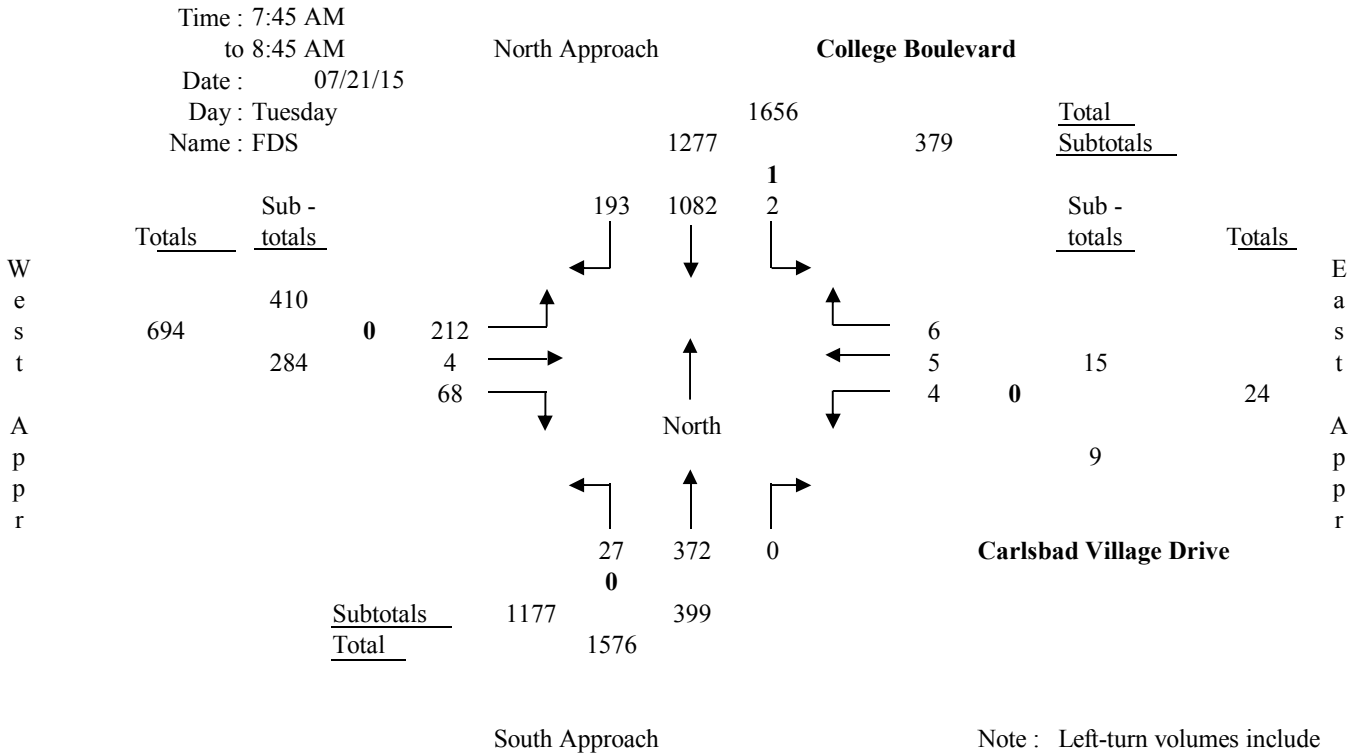 Time : 7:45 AM
to 8:45 AM North Approach College Boulevard
Date : 07/21/15
Day : Tuesday 1656 Total
Name : FDS 1277 379 Subtotals
1
Sub - 193 1082 2 Sub -
Totals totals totals Totals
W E
e 410 a
s 694 0 212 6 s
t 284 4 5 15 t
68 4 0 24
A North A
p 9 p
p p
r r
27 372 0 Carlsbad Village Drive
0
Subtotals 1177 399
Total 1576
South Approach Note : Left-turn volumes include